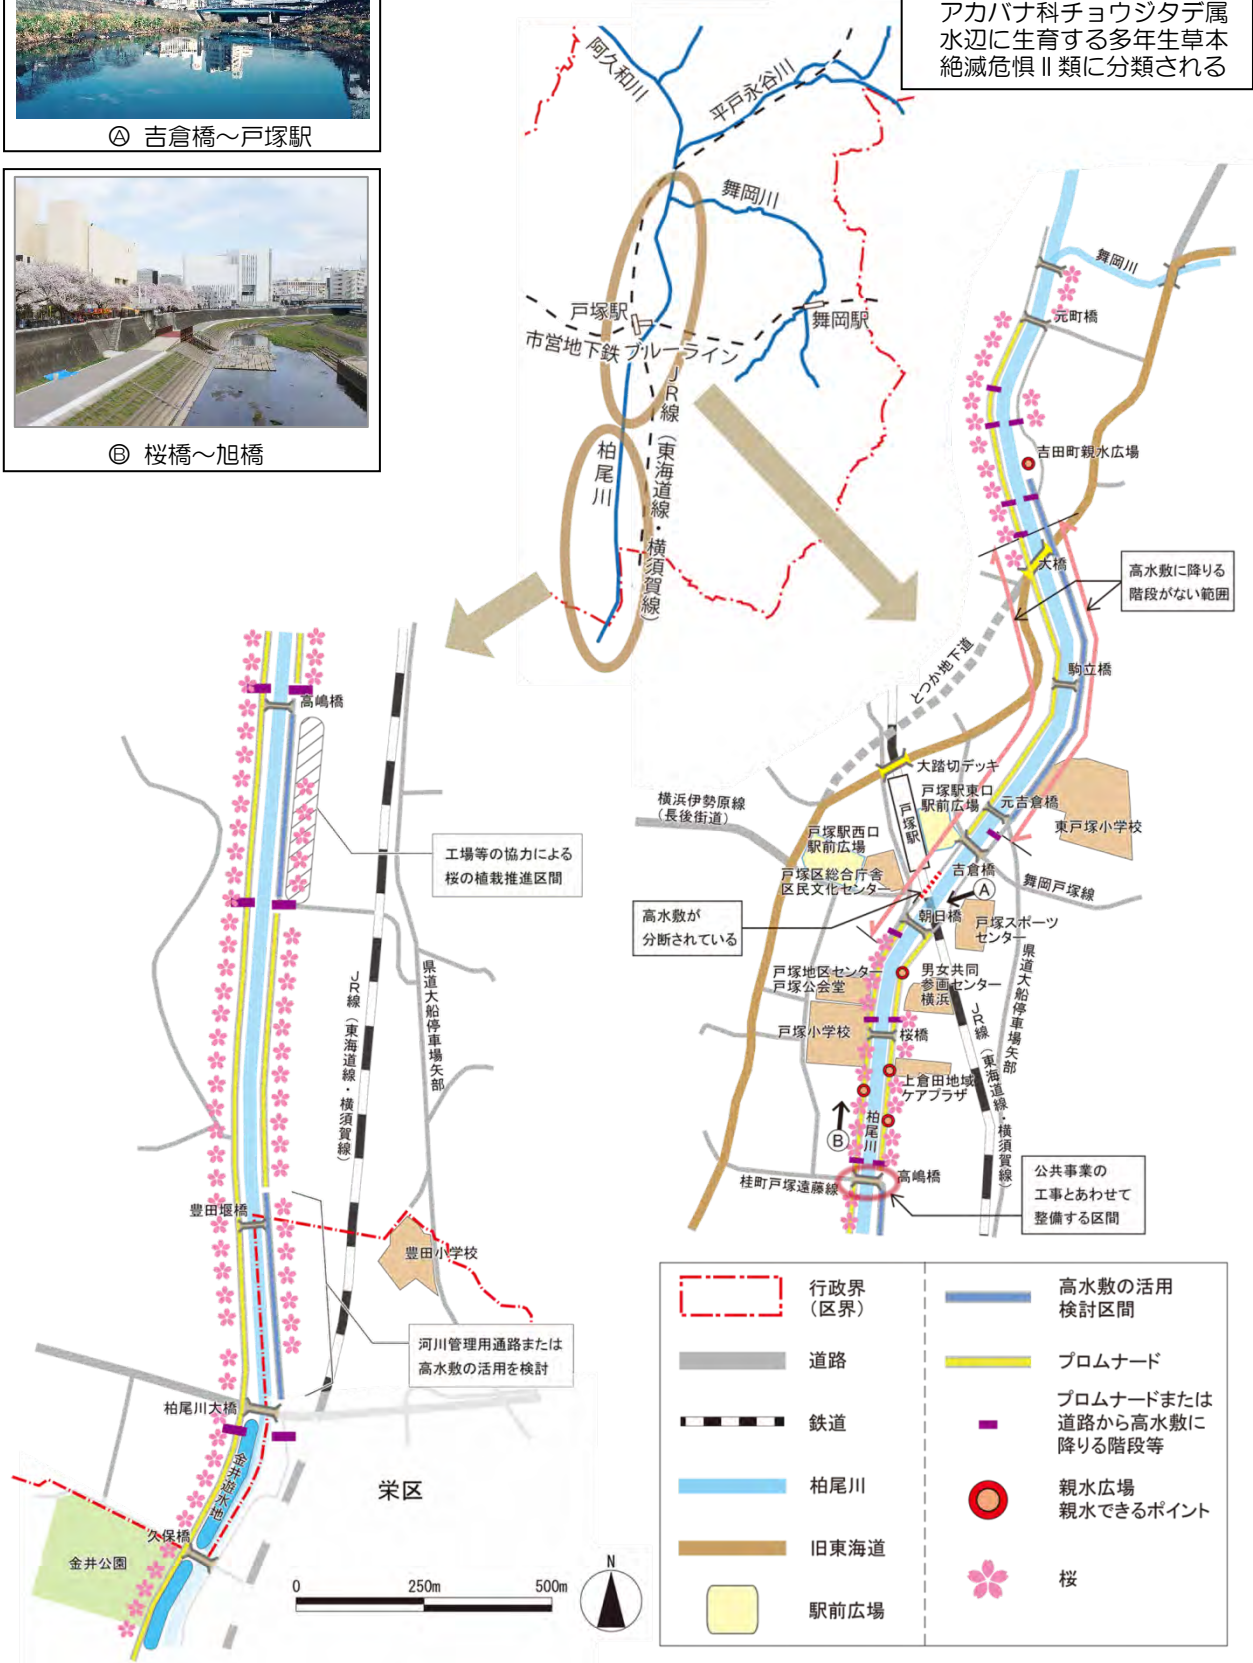 Ⓐ 吉倉橋～戸塚駅
Ⓑ 桜橋～旭橋
アカバナ科チョウジタデ属
水辺に生育する多年生草本
絶滅危惧Ⅱ類に分類される
阿久和川
平戸永谷川
舞岡川
戸塚駅
舞岡駅
市営地下鉄ブルーライン
JR線（東海道線・横須賀線）
柏尾川
舞岡川
元町橋
吉田町親水広場
大橋
高水敷に降りる
階段がない範囲
駒立橋
とつか地下道
大踏切デッキ
戸塚駅東口
駅前広場
元吉倉橋
東戸塚小学校
横浜伊勢原線
（長後街道）
戸塚駅
戸塚駅西口
駅前広場
吉倉橋
戸塚区総合庁舎
区民文化センター
舞岡戸塚線
Ⓐ
高水敷が
分断されている
朝日橋
戸塚スポーツ
センター
戸塚地区センター
戸塚公会堂
男女共同
参画センター
横浜
県道大船停車場矢部
JR線（東海道線・横須賀線）
戸塚小学校
桜橋
上倉田地域
ケアプラザ
柏尾川
Ⓑ
桂町戸塚遠藤線
高嶋橋
公共事業の
工事とあわせて
整備する区間
高嶋橋
工場等の協力による
桜の植栽推進区間
JR線（東海道線・横須賀線）
県道大船停車場矢部
豊田堰橋
豊田小学校
河川管理用通路または
高水敷の活用を検討
柏尾川大橋
金井遊水地
栄区
久保橋
金井公園
0 250m 500m
N
行政界
（区界）
道路
鉄道
柏尾川
旧東海道
駅前広場
高水敷の活用
検討区間
プロムナード
プロムナードまたは
道路から高水敷に
降りる階段等
親水広場
親水できるポイント
桜